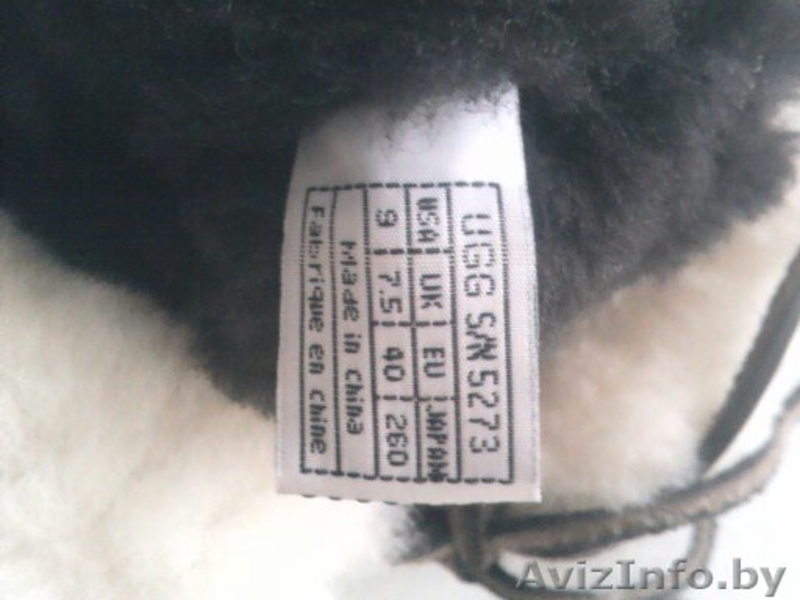 UGG S/N 5273
USA UK EU JAPAN
9 7.5 40 260
Made in china
Fabrique en chine
AvizInfo.by